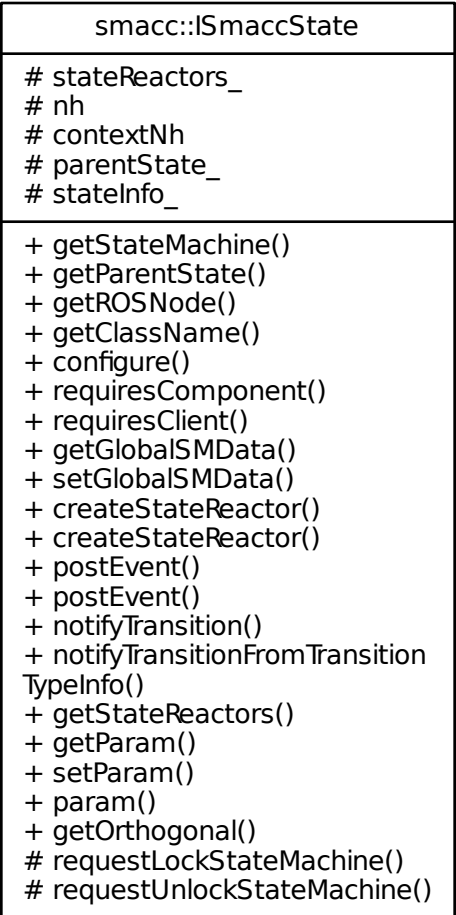 smacc::ISmaccState
# stateReactors_
# nh
# contextNh
# parentState_
# stateInfo_
+ getStateMachine()
+ getParentState()
+ getROSNode()
+ getClassName()
+ configure()
+ requiresComponent()
+ requiresClient()
+ getGlobalSMData()
+ setGlobalSMData()
+ createStateReactor()
+ createStateReactor()
+ postEvent()
+ postEvent()
+ notifyTransition()
+ notifyTransitionFromTransition
TypeInfo()
+ getStateReactors()
+ getParam()
+ setParam()
+ param()
+ getOrthogonal()
# requestLockStateMachine()
# requestUnlockStateMachine()